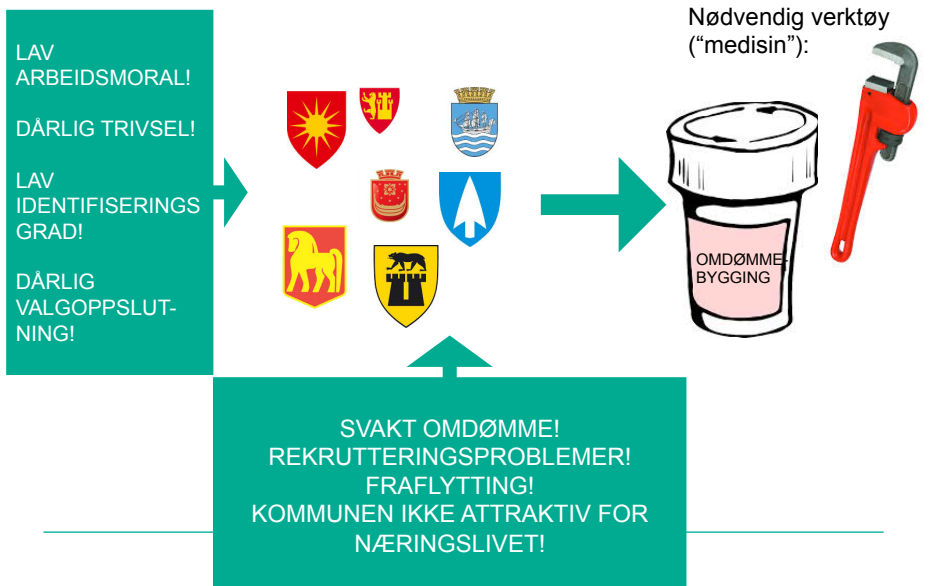 LAV
ARBEIDSMORAL!
DÅRLIG TRIVSEL!
LAV
IDENTIFISERINGS
GRAD!
DÅRLIG
VALGOPPSLUT-
NING!
Nødvendig verktøy
(“medisin”):
OMDØMME-
BYGGING
SVAKT OMDØMME!
REKRUTTERINGSPROBLEMER!
FRAFLYTTING!
KOMMUNEN IKKE ATTRAKTIV FOR
NÆRINGSLIVET!